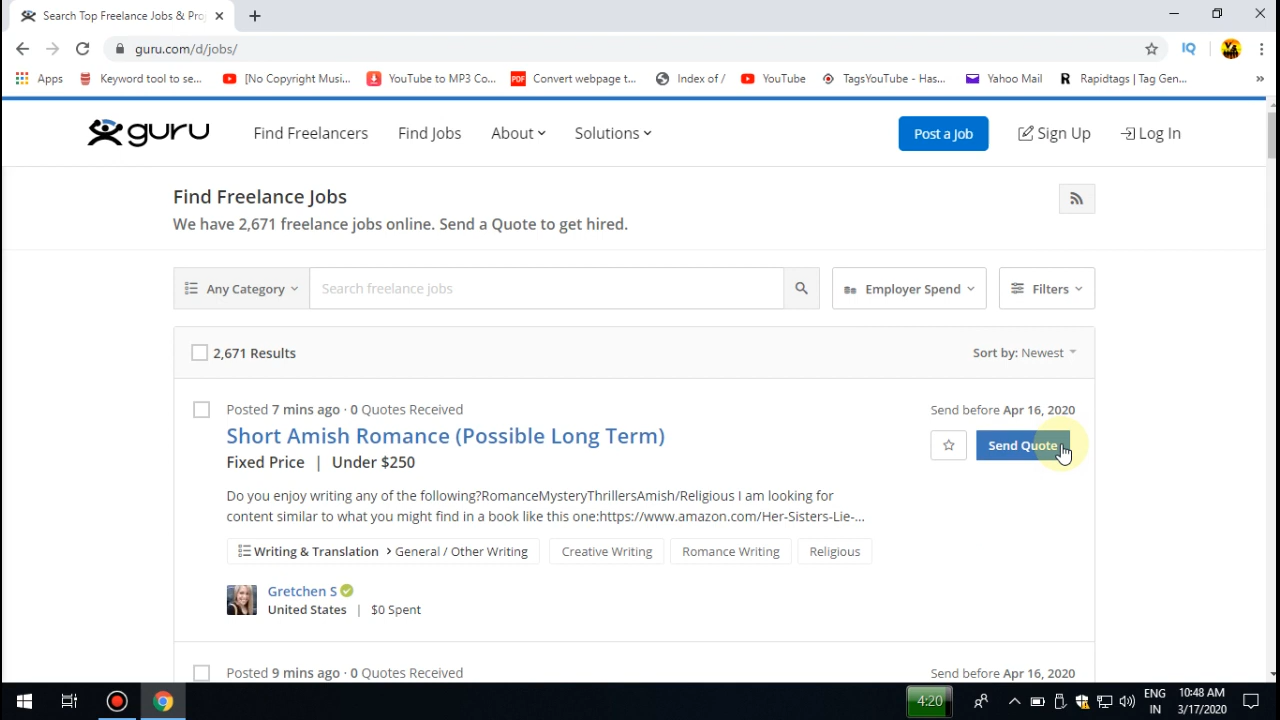 Search Top Freelance Jobs & Pro
guru.com/d/jobs/
IQ
Apps
Keyword tool to se...
[No Copyright Musi...
YouTube to MP3 Co...
PDF
Convert webpage t...
Index of /
YouTube
TagsYouTube - Has...
Yahoo Mail
R
Rapidtags | Tag Gen...
»
guru
Find Freelancers
Find Jobs
About
Solutions
Post a Job
Sign Up
Log In
Find Freelance Jobs
We have 2,671 freelance jobs online. Send a Quote to get hired.
Any Category
Search freelance jobs
Employer Spend
Filters
2,671 Results
Sort by: Newest
Posted 7 mins ago · 0 Quotes Received
Send before Apr 16, 2020
Short Amish Romance (Possible Long Term)
Send Quote
Fixed Price | Under $250
Do you enjoy writing any of the following?RomanceMysteryThrillersAmish/Religious I am looking for
content similar to what you might find in a book like this one:https://www.amazon.com/Her-Sisters-Lie-...
Writing & Translation > General / Other Writing
Creative Writing
Romance Writing
Religious
Gretchen S
United States | $0 Spent
Posted 9 mins ago · 0 Quotes Received
Send before Apr 16, 2020
4:20
ENG
IN
10:48 AM
3/17/2020